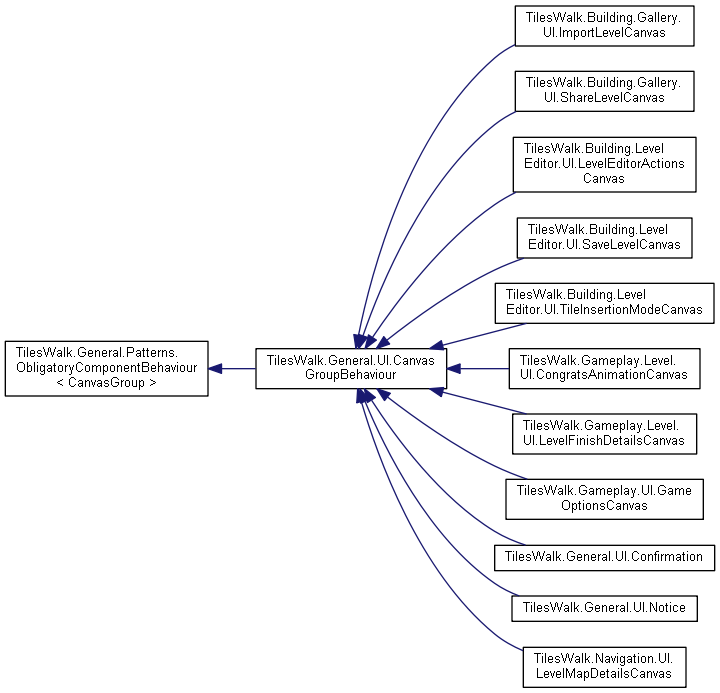 TilesWalk.General.Patterns.
ObligatoryComponentBehaviour
< CanvasGroup >
TilesWalk.General.UI.Canvas
GroupBehaviour
TilesWalk.Building.Gallery.
UI.ImportLevelCanvas
TilesWalk.Building.Gallery.
UI.ShareLevelCanvas
TilesWalk.Building.Level
Editor.UI.LevelEditorActions
Canvas
TilesWalk.Building.Level
Editor.UI.SaveLevelCanvas
TilesWalk.Building.Level
Editor.UI.TileInsertionModeCanvas
TilesWalk.Gameplay.Level.
UI.CongratsAnimationCanvas
TilesWalk.Gameplay.Level.
UI.LevelFinishDetailsCanvas
TilesWalk.Gameplay.UI.Game
OptionsCanvas
TilesWalk.General.UI.Confirmation
TilesWalk.General.UI.Notice
TilesWalk.Navigation.UI.
LevelMapDetailsCanvas